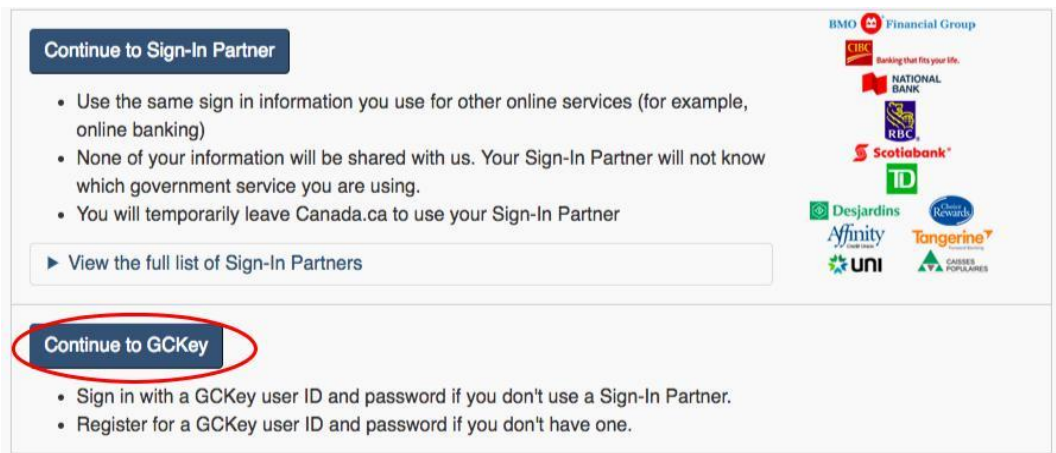 Continue to Sign-In Partner
• Use the same sign in information you use for other online services (for example,
online banking)
• None of your information will be shared with us. Your Sign-In Partner will not know
which government service you are using.
• You will temporarily leave Canada.ca to use your Sign-In Partner
► View the full list of Sign-In Partners
BMO Financial Group
CIBC
Banking that fits your life.
NATIONAL
BANK
RBC
Scotiabank
TD
Desjardins
Choice
Rewards
Affinity
Credit Union
Tangerine
Forward Banking
UNI
CAISSES
POPULAIRES
Continue to GCKey
• Sign in with a GCKey user ID and password if you don't use a Sign-In Partner.
• Register for a GCKey user ID and password if you don't have one.